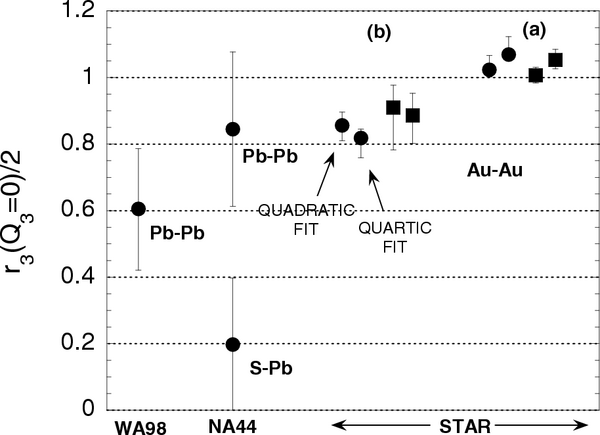 1.2
1
0.8
0.6
0.4
0.2
0
r3(Q3=0)/2
(b)
(a)
Pb-Pb
Pb-Pb
Au-Au
QUADRATIC
FIT
QUARTIC
FIT
S-Pb
WA98
NA44
STAR